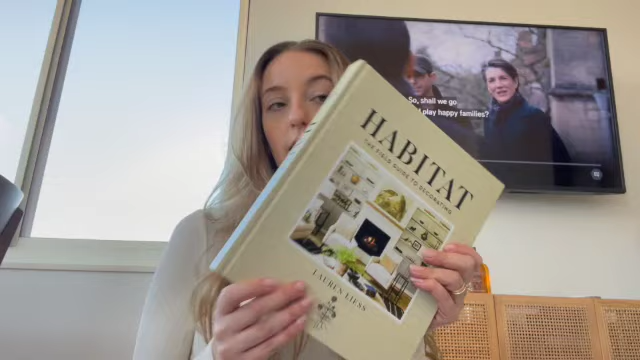 So, shall we go
play happy families?
HABITAT
THE FIELD GUIDE TO DECORATING
LAUREN LIESS